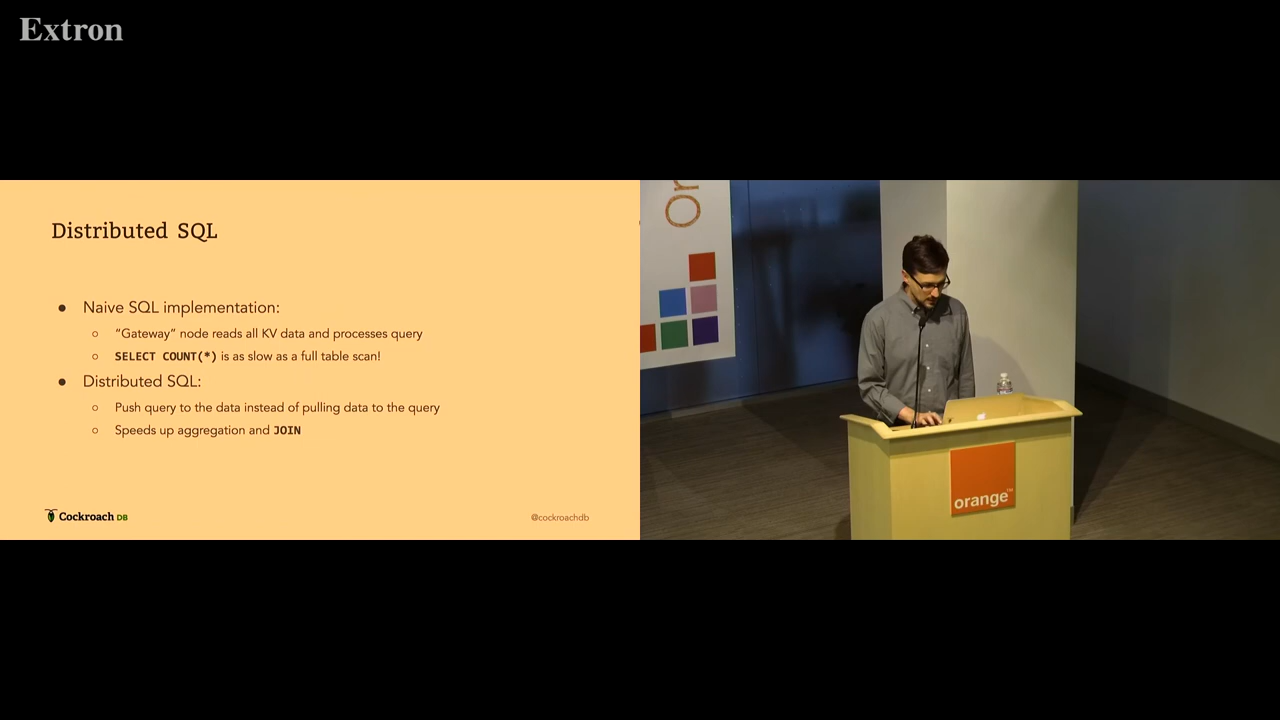 Extron
Distributed SQL
● Naive SQL implementation:
○ “Gateway” node reads all KV data and processes query
○ SELECT COUNT(*) is as slow as a full table scan!
● Distributed SQL:
○ Push query to the data instead of pulling data to the query
○ Speeds up aggregation and JOIN
Cockroach DB
@cockroachdb
Or
orange™